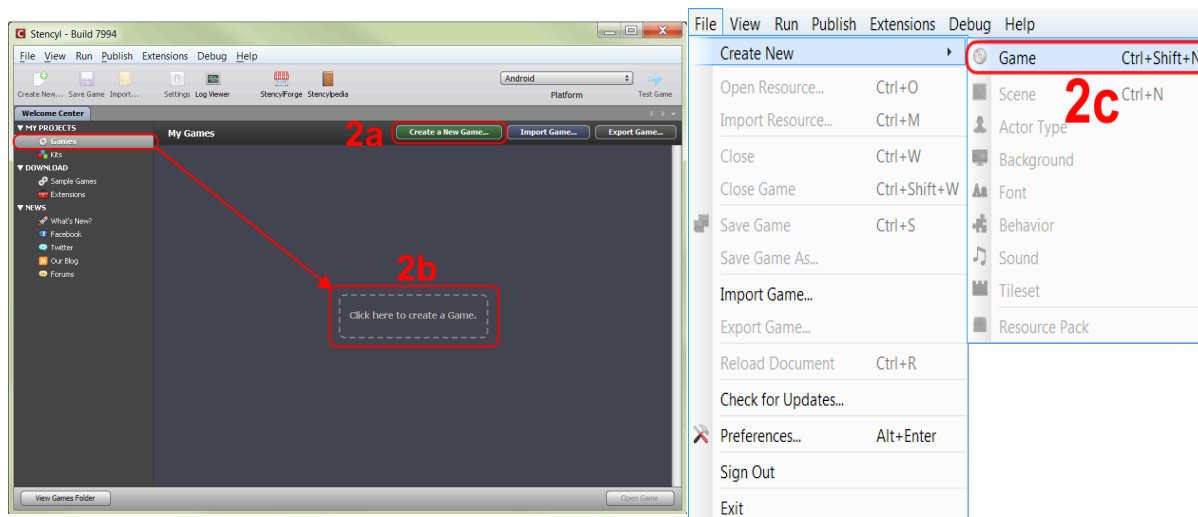 Stencyl - Build 7994
File View Run Publish Extensions Debug Help
Create New... Save Game Import... Settings Log Viewer StencylForge Stencylpedia
Android
Platform
Test Game
Welcome Center
MY PROJECTS
Games
Kits
DOWNLOAD
Sample Games
Extensions
NEWS
What's New?
Facebook
Twitter
Our Blog
Forums
My Games
2a
Create a New Game...
Import Game...
Export Game...
2b
Click here to create a Game.
View Games Folder
Open Game
File View Run Publish Extensions Debug Help
Create New
Open Resource... Ctrl+O
Import Resource... Ctrl+M
Close Ctrl+W
Close Game Ctrl+Shift+W
Save Game Ctrl+S
Save Game As...
Import Game...
Export Game...
Reload Document Ctrl+R
Check for Updates...
Preferences... Alt+Enter
Sign Out
Exit
Game Ctrl+Shift+N
2c
Scene Ctrl+N
Actor Type
Background
Font
Behavior
Sound
Tileset
Resource Pack